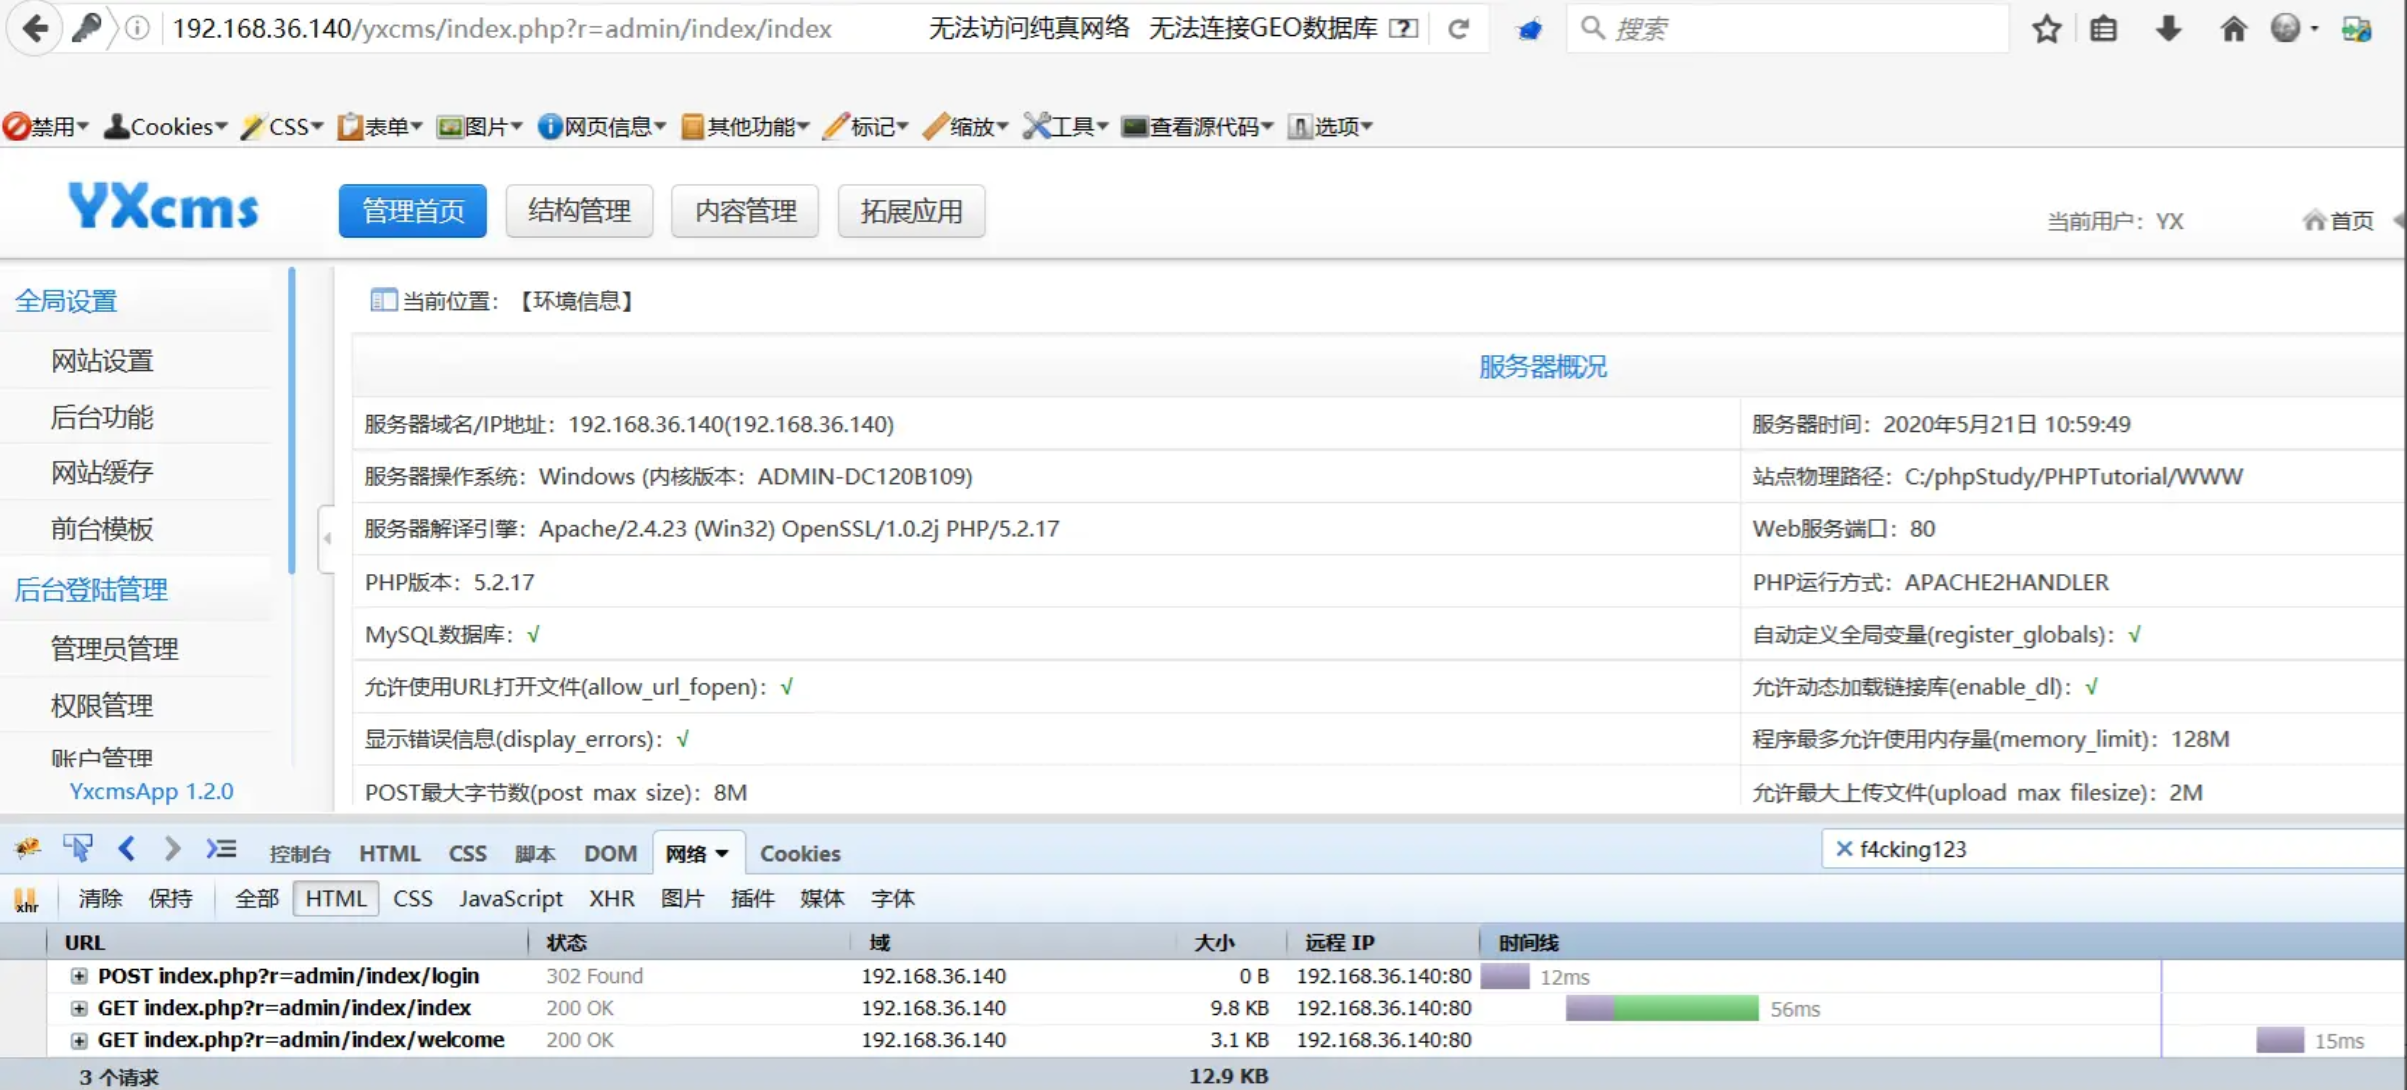 192.168.36.140/yxcms/index.php?r=admin/index/index 无法访问纯真网络 无法连接GEO数据库 搜索
禁用 Cookies CSS 表单 图片 网页信息 其他功能 标记 缩放 工具 查看源代码 选项
YXcms 管理首页 结构管理 内容管理 拓展应用 当前用户：YX 首页
全局设置
网站设置
后台功能
网站缓存
前台模板
后台登陆管理
管理员管理
权限管理
账户管理
YxcmsApp 1.2.0
当前位置：【环境信息】
服务器概况
服务器域名/IP地址：192.168.36.140(192.168.36.140) 服务器时间：2020年5月21日 10:59:49
服务器操作系统：Windows (内核版本：ADMIN-DC120B109) 站点物理路径：C:/phpStudy/PHPTutorial/WWW
服务器解译引擎：Apache/2.4.23 (Win32) OpenSSL/1.0.2j PHP/5.2.17 Web服务端口：80
PHP版本：5.2.17 PHP运行方式：APACHE2HANDLER
MySQL数据库：√ 自动定义全局变量(register_globals)：√
允许使用URL打开文件(allow_url_fopen)：√ 允许动态加载链接库(enable_dl)：√
显示错误信息(display_errors)：√ 程序最多允许使用内存量(memory_limit)：128M
POST最大字节数(post_max_size)：8M 允许最大上传文件(upload_max_filesize)：2M
控制台 HTML CSS 脚本 DOM 网络 Cookies f4cking123
xhr 清除 保持 全部 HTML CSS JavaScript XHR 图片 插件 媒体 字体
URL 状态 域 大小 远程 IP 时间线
POST index.php?r=admin/index/login 302 Found 192.168.36.140 0 B 192.168.36.140:80 12ms
GET index.php?r=admin/index/index 200 OK 192.168.36.140 9.8 KB 192.168.36.140:80 56ms
GET index.php?r=admin/index/welcome 200 OK 192.168.36.140 3.1 KB 192.168.36.140:80 15ms
3 个请求 12.9 KB